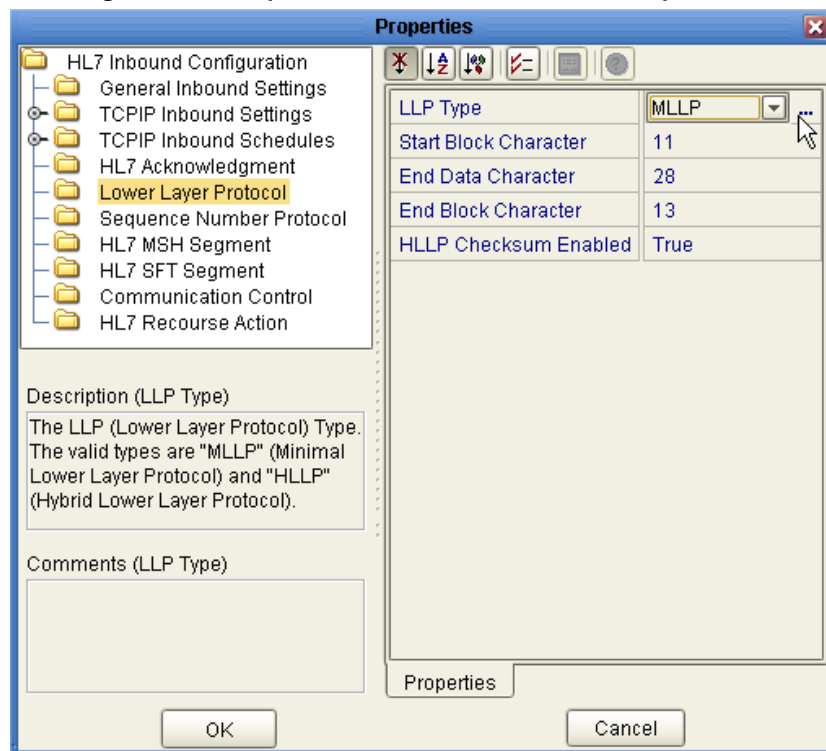 Properties
HL7 Inbound Configuration
General Inbound Settings
TCPIP Inbound Settings
TCPIP Inbound Schedules
HL7 Acknowledgment
Lower Layer Protocol
Sequence Number Protocol
HL7 MSH Segment
HL7 SFT Segment
Communication Control
HL7 Recourse Action
Description (LLP Type)
The LLP (Lower Layer Protocol) Type.
The valid types are "MLLP" (Minimal
Lower Layer Protocol) and "HLLP"
(Hybrid Lower Layer Protocol).
Comments (LLP Type)
LLP Type MLLP ...
Start Block Character 11
End Data Character 28
End Block Character 13
HLLP Checksum Enabled True
Properties
OK Cancel